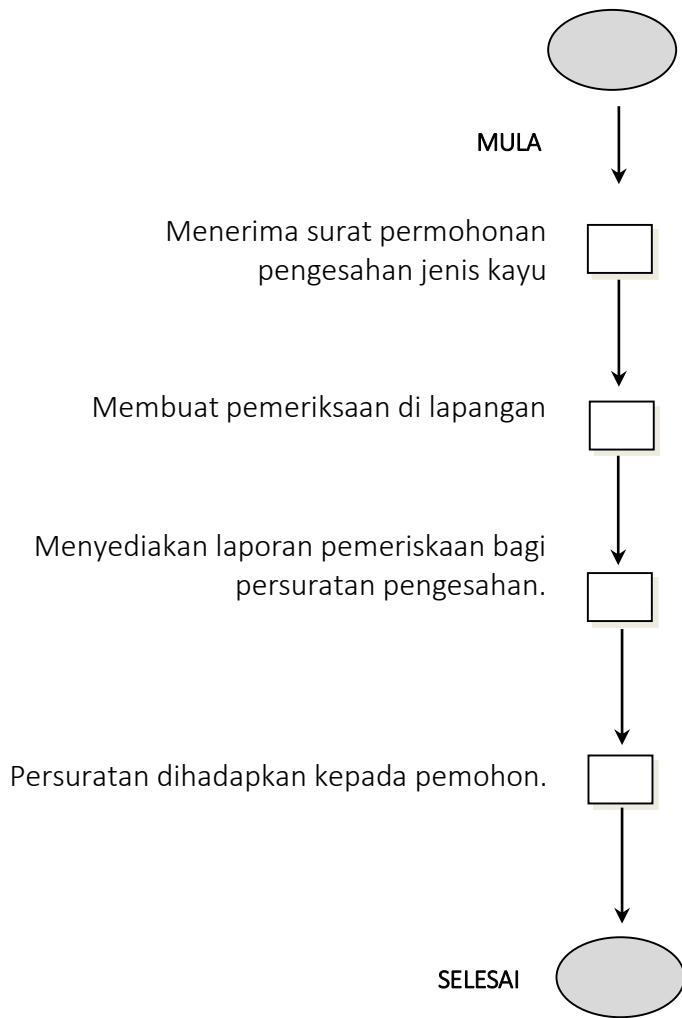 MULA
Menerima surat permohonan
pengesahan jenis kayu
Membuat pemeriksaan di lapangan
Menyediakan laporan pemeriskaan bagi
persuratan pengesahan.
Persuratan dihadapkan kepada pemohon.
SELESAI